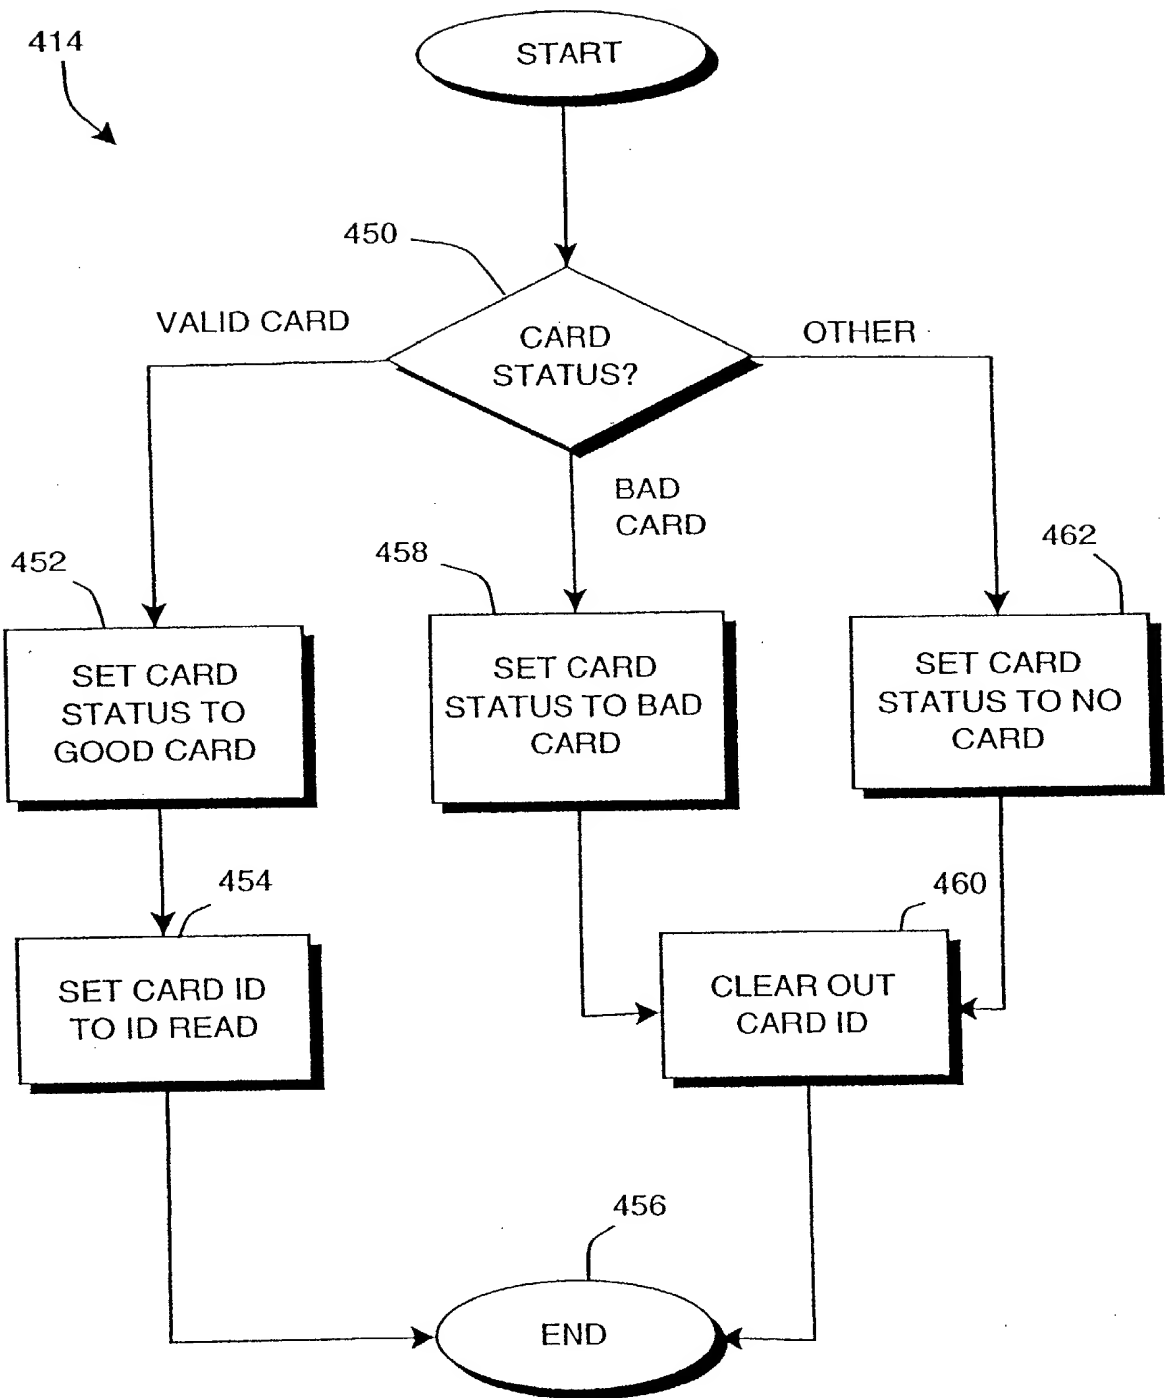 414
START
450
VALID CARD
CARD
STATUS?
OTHER
BAD
CARD
452
458
462
SET CARD
STATUS TO
GOOD CARD
SET CARD
STATUS TO BAD
CARD
SET CARD
STATUS TO NO
CARD
454
460
SET CARD ID
TO ID READ
CLEAR OUT
CARD ID
456
END